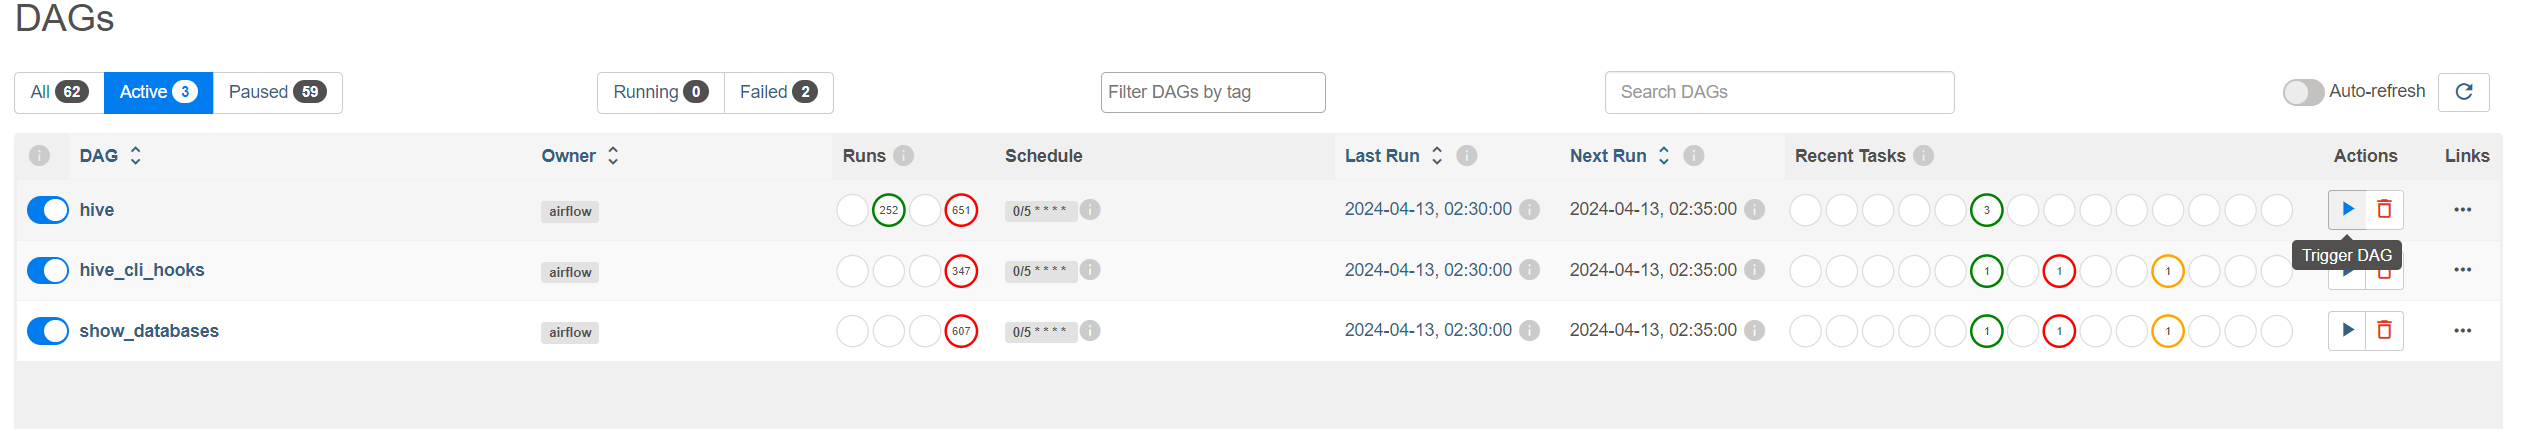 DAGs
All 62 Active 3 Paused 59 Running 0 Failed 2 Filter DAGs by tag Search DAGs Auto-refresh
DAG Owner Runs Schedule Last Run Next Run Recent Tasks Actions Links
hive airflow 252 651 0/5 * * * * 2024-04-13, 02:30:00 2024-04-13, 02:35:00 3
Trigger DAG
hive_cli_hooks airflow 347 0/5 * * * * 2024-04-13, 02:30:00 2024-04-13, 02:35:00 1 1 1
show_databases airflow 607 0/5 * * * * 2024-04-13, 02:30:00 2024-04-13, 02:35:00 1 1 1